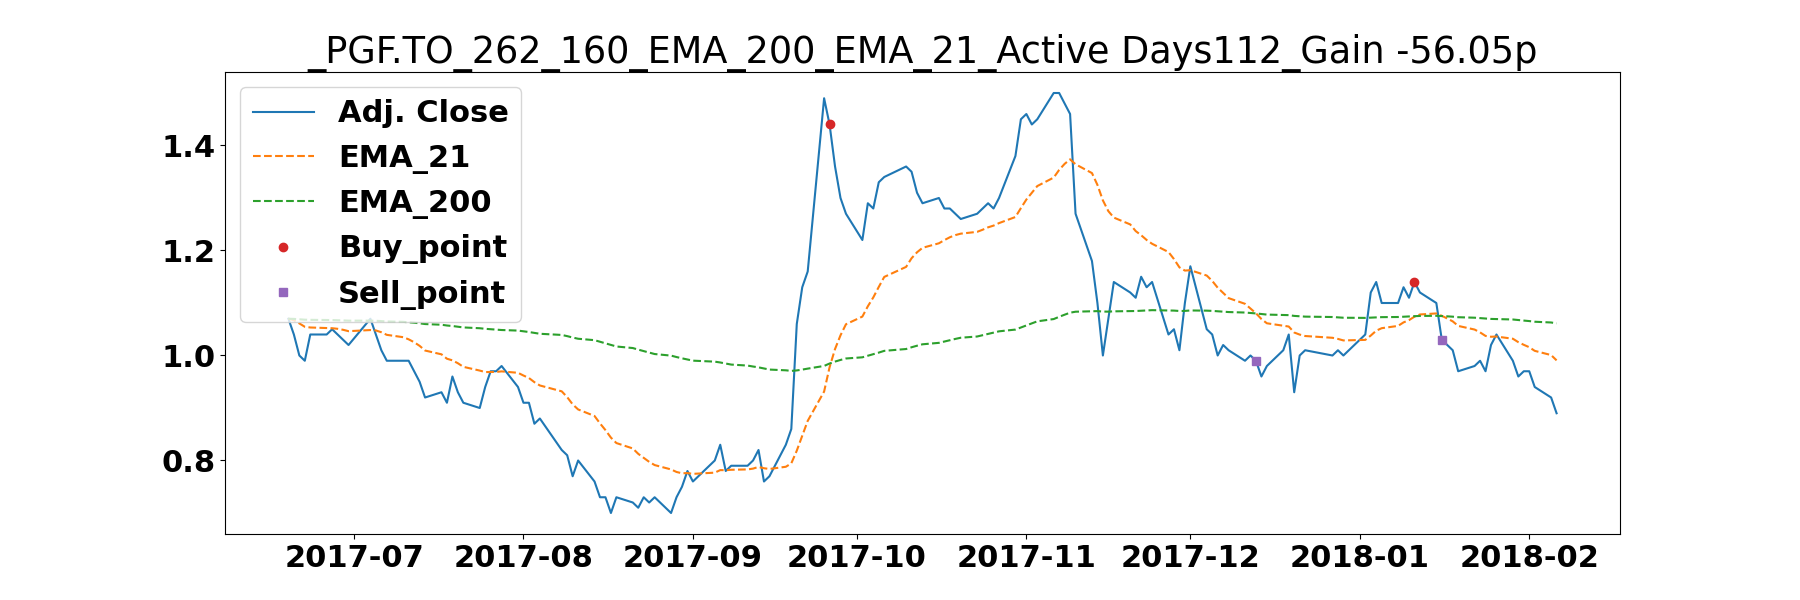 _PGF.TO_262_160_EMA_200_EMA_21_Active Days112_Gain -56.05p
Adj. Close
EMA_21
EMA_200
Buy_point
Sell_point
1.4
1.2
1.0
0.8
2017-07 2017-08 2017-09 2017-10 2017-11 2017-12 2018-01 2018-02